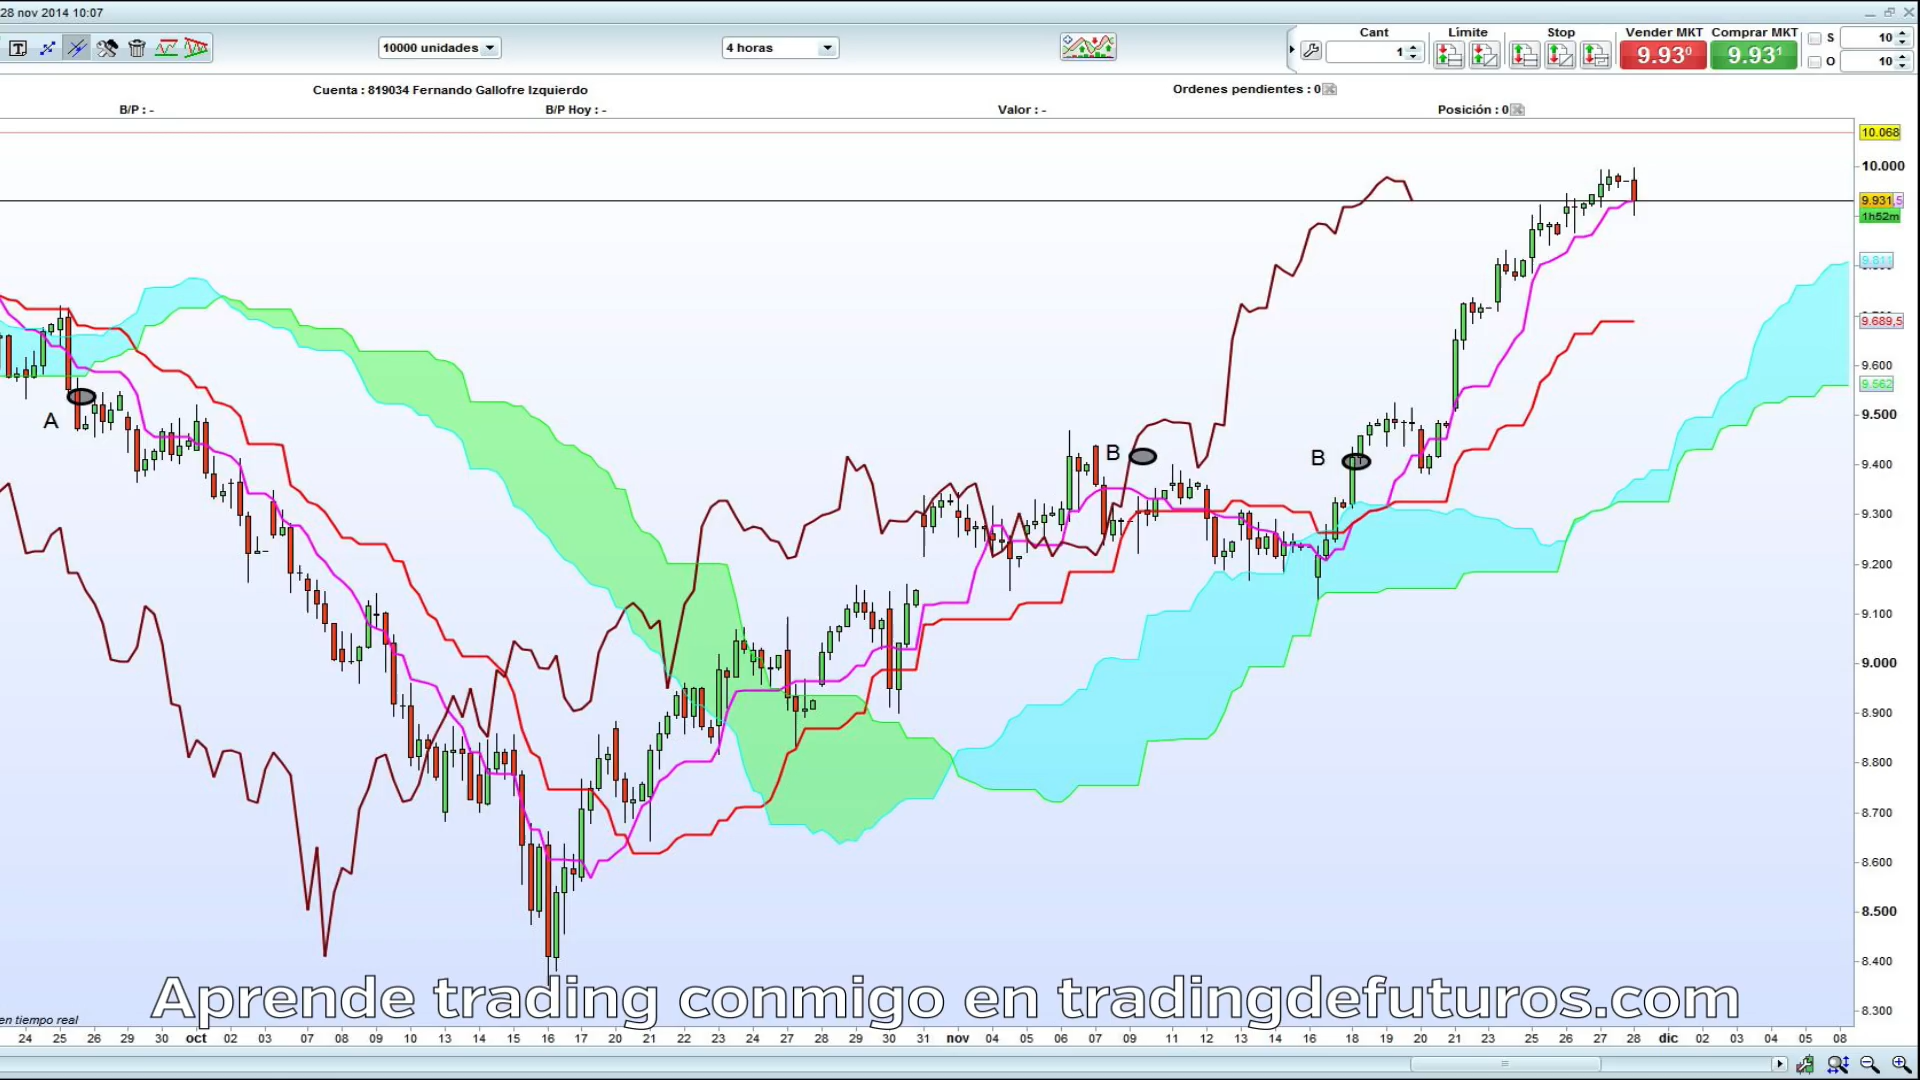 28 nov 2014 10:07
10000 unidades
4 horas
Cant
1
Límite
Stop
Vender MKT
Comprar MKT
9.93⁰
9.93¹
S
10
O
10
Cuenta : 819034 Fernando Gallofre Izquierdo
Ordenes pendientes : 0
B/P : -
B/P Hoy : -
Valor : -
Posición : 0
10.068
10.000
9.931,5
1h52m
9.811
9.689,5
9.600
9.562
9.500
9.400
9.300
9.200
9.100
9.000
8.900
8.800
8.700
8.600
8.500
8.400
8.300
A
B
B
Aprende trading conmigo en tradingdefuturos.com
en tiempo real
24 25 26 29 30 oct 02 03 07 08 09 10 13 14 15 16 17 20 21 22 23 24 27 28 29 30 31 nov 04 05 06 07 09 11 12 13 14 16 18 19 20 21 23 25 26 27 28 dic 02 03 04 05 08